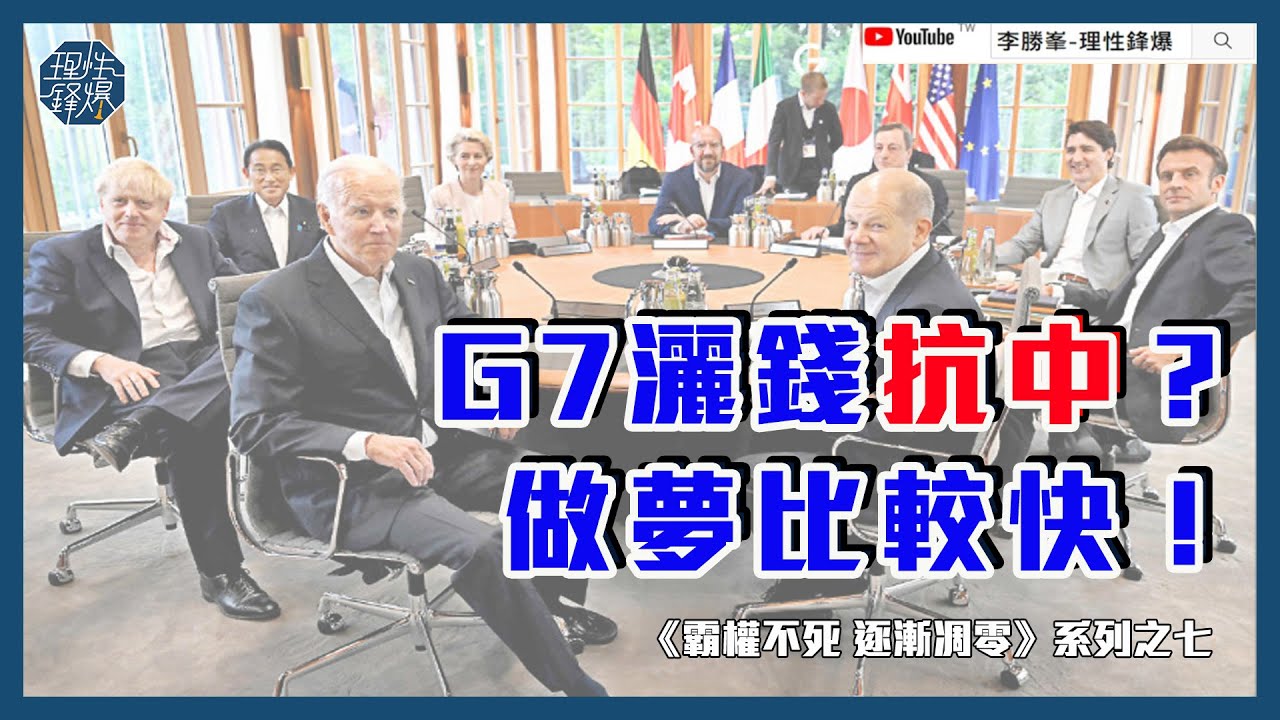 理性
鋒爆
YouTube TW
李勝峯-理性鋒爆
G7灑錢抗中?
做夢比較快!
《霸權不死 逐漸凋零》系列之七